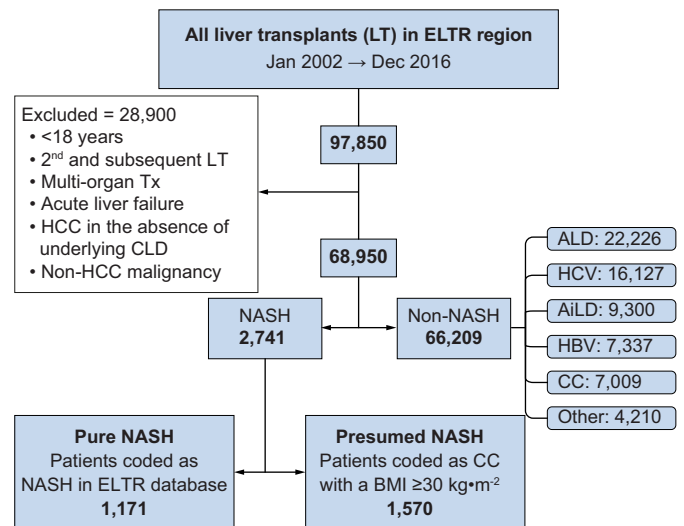 All liver transplants (LT) in ELTR region
Jan 2002 → Dec 2016
Excluded = 28,900
• <18 years
• 2nd and subsequent LT
• Multi-organ Tx
• Acute liver failure
• HCC in the absence of
underlying CLD
• Non-HCC malignancy
97,850
68,950
NASH
2,741
Non-NASH
66,209
ALD: 22,226
HCV: 16,127
AiLD: 9,300
HBV: 7,337
CC: 7,009
Other: 4,210
Pure NASH
Patients coded as
NASH in ELTR database
1,171
Presumed NASH
Patients coded as CC
with a BMI ≥30 kg•m-2
1,570